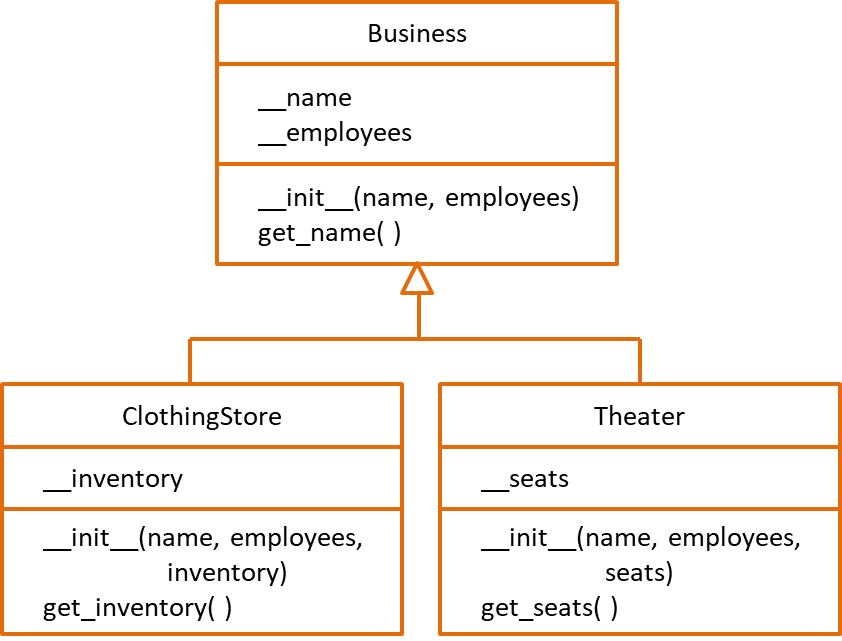 Business
__name
__employees
__init__(name, employees)
get_name( )
ClothingStore
__inventory
__init__(name, employees,
inventory)
get_inventory( )
Theater
__seats
__init__(name, employees,
seats)
get_seats( )